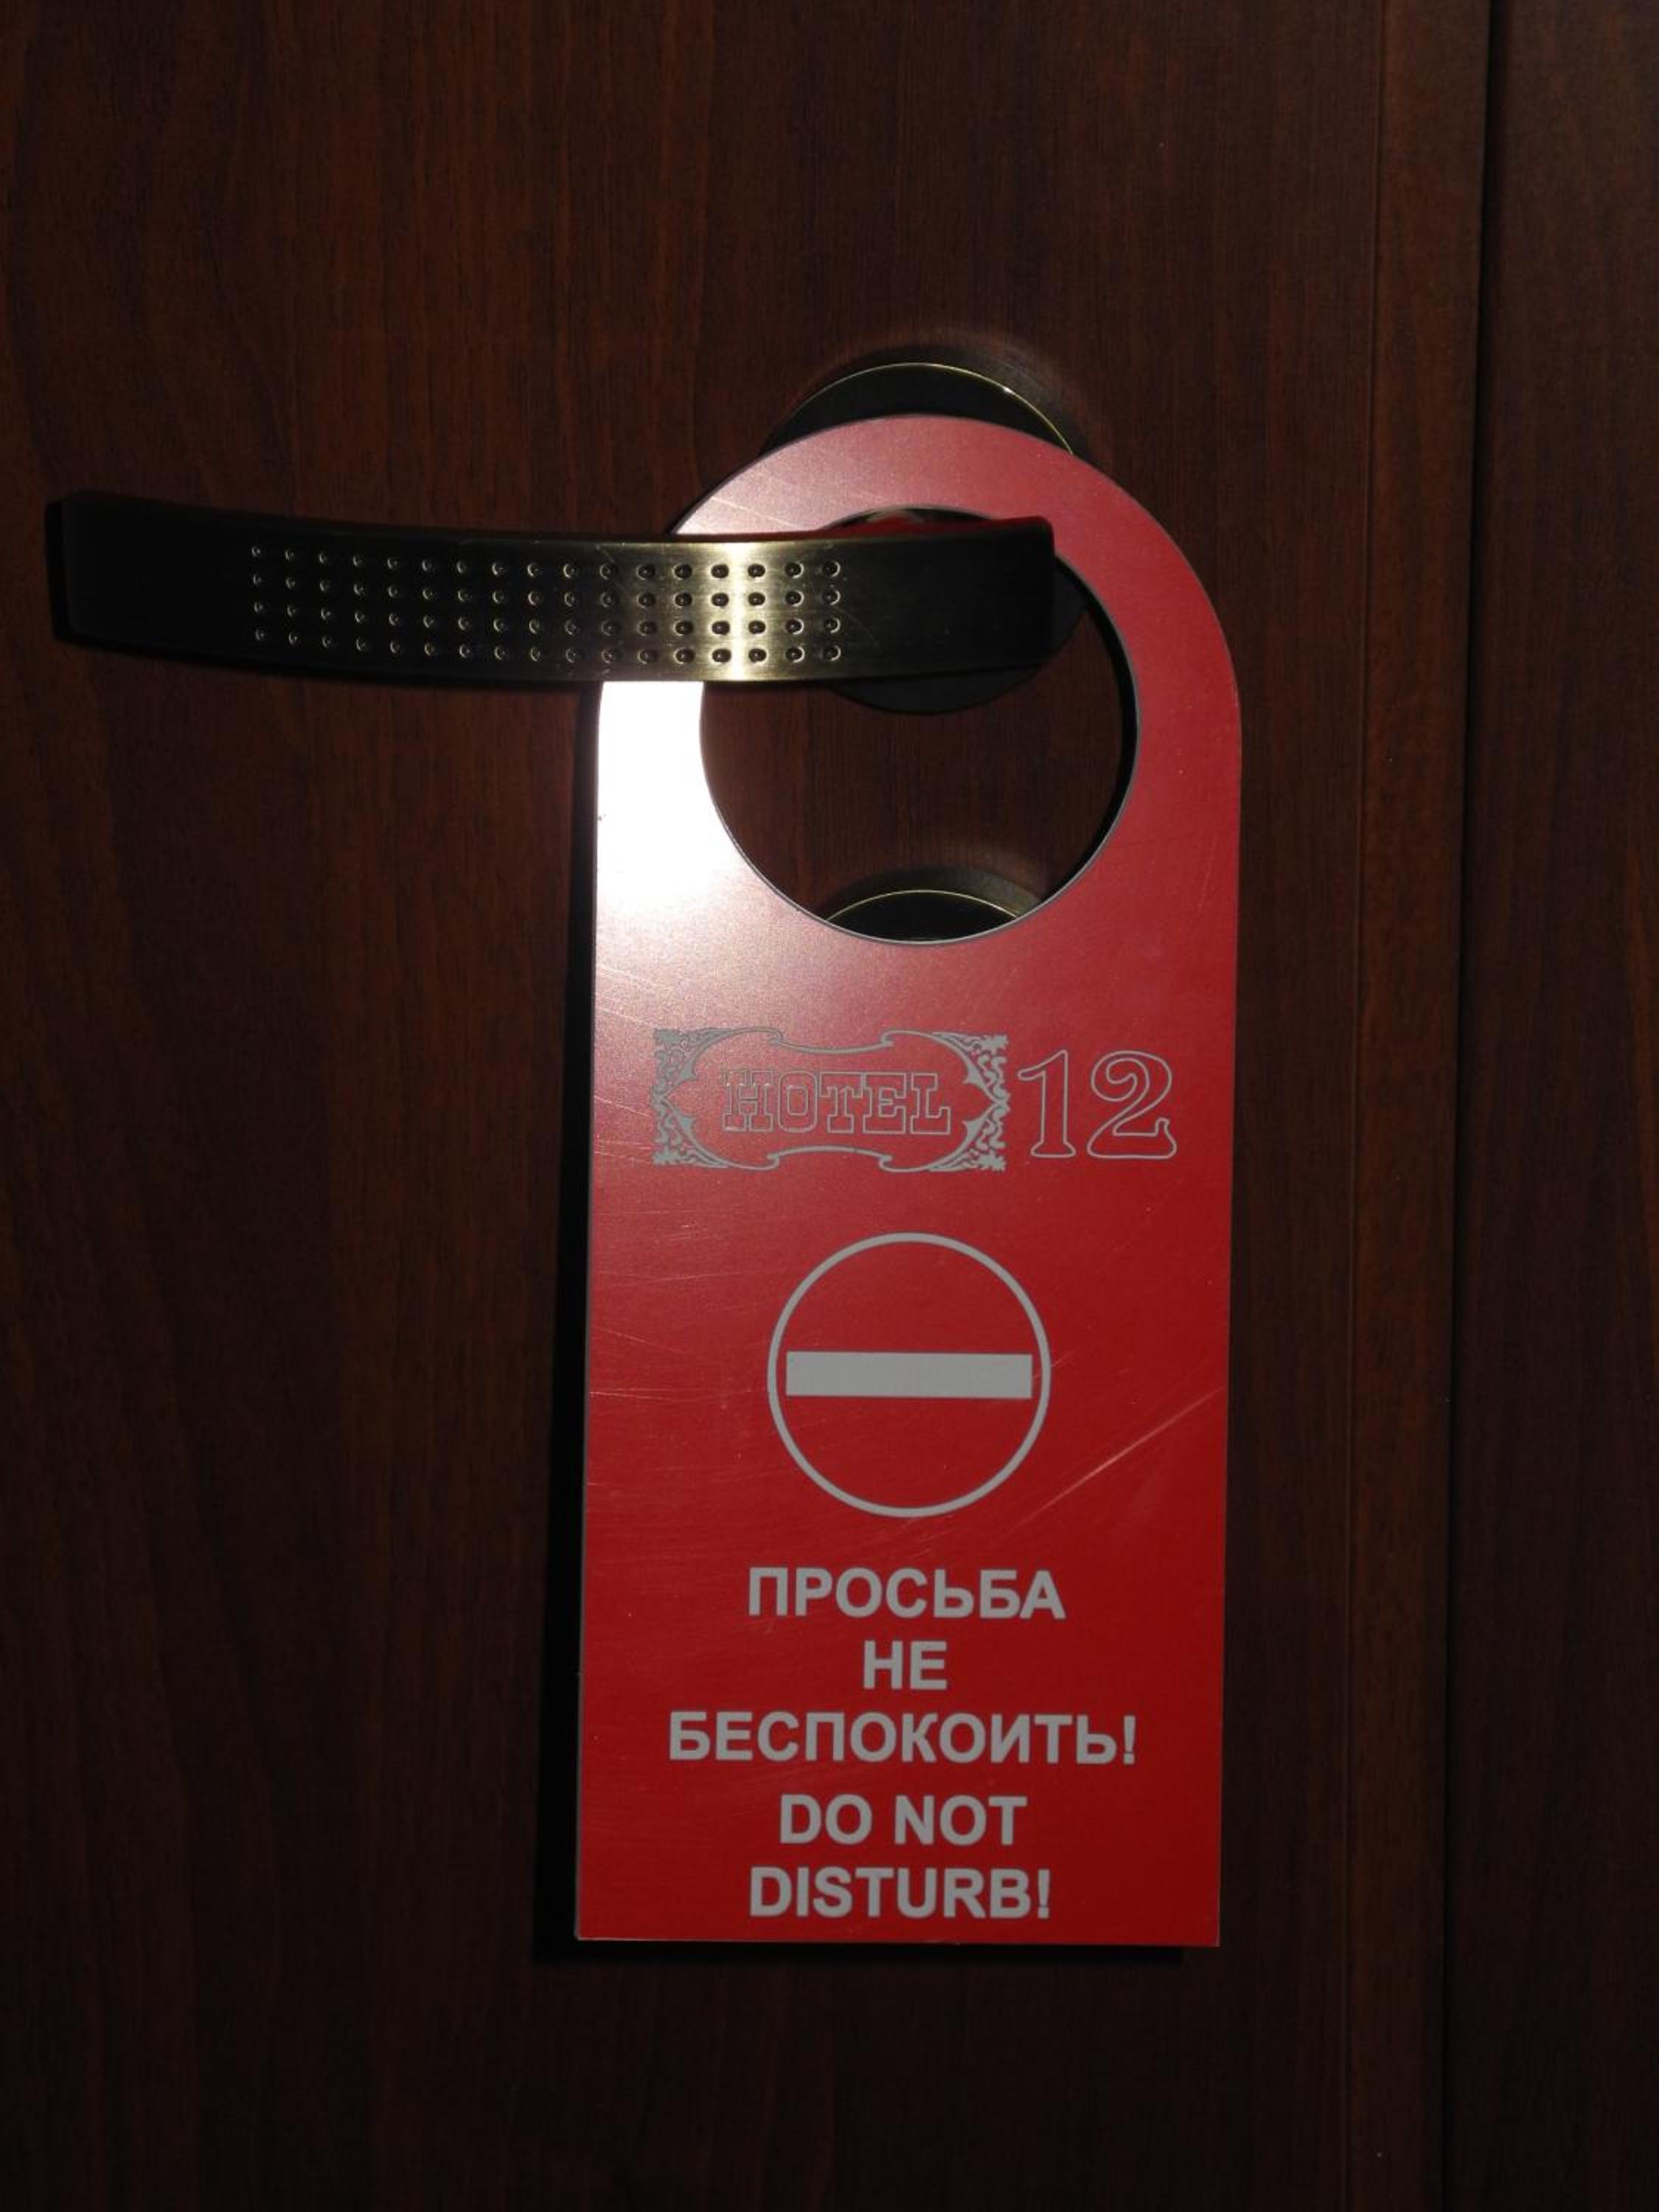 HOTEL 12
ПРОСЬБА
НЕ
БЕСПОКОИТЬ!
DO NOT
DISTURB!